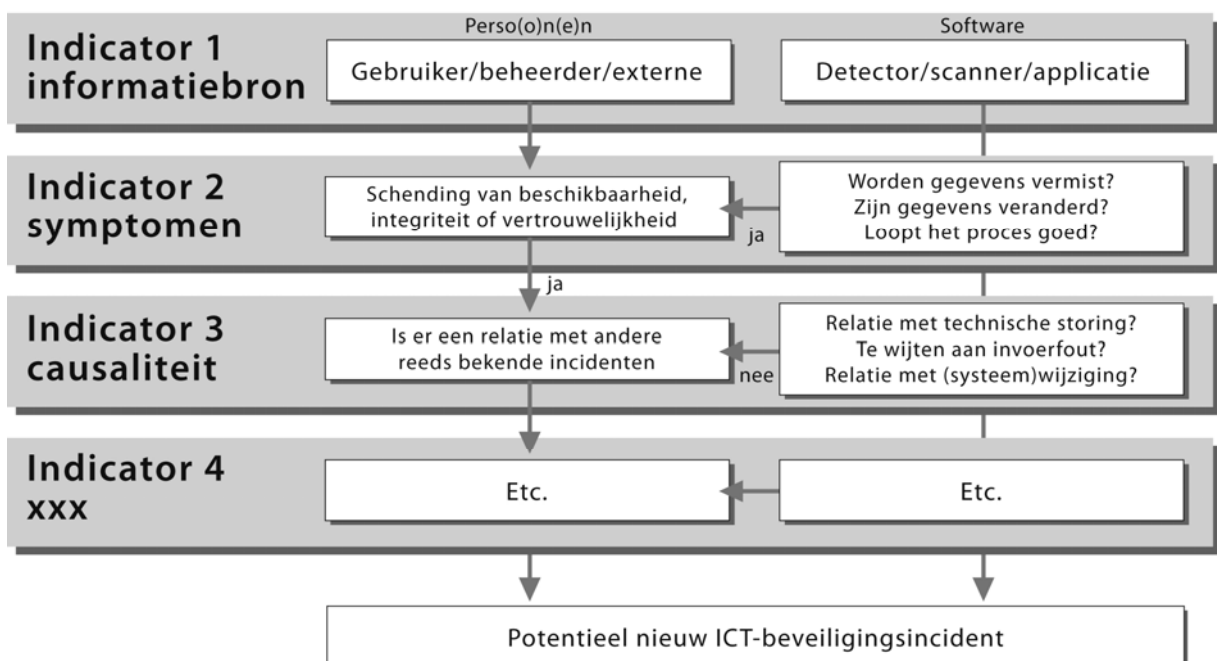 Indicator 1
informatiebron
Perso(o)n(e)n
Gebruiker/beheerder/externe
Software
Detector/scanner/applicatie
Indicator 2
symptomen
Schending van beschikbaarheid,
integriteit of vertrouwelijkheid
ja
Worden gegevens vermist?
Zijn gegevens veranderd?
Loopt het proces goed?
ja
Indicator 3
causaliteit
Is er een relatie met andere
reeds bekende incidenten
nee
Relatie met technische storing?
Te wijten aan invoerfout?
Relatie met (systeem)wijziging?
Indicator 4
xxx
Etc.
Etc.
Potentieel nieuw ICT-beveiligingsincident